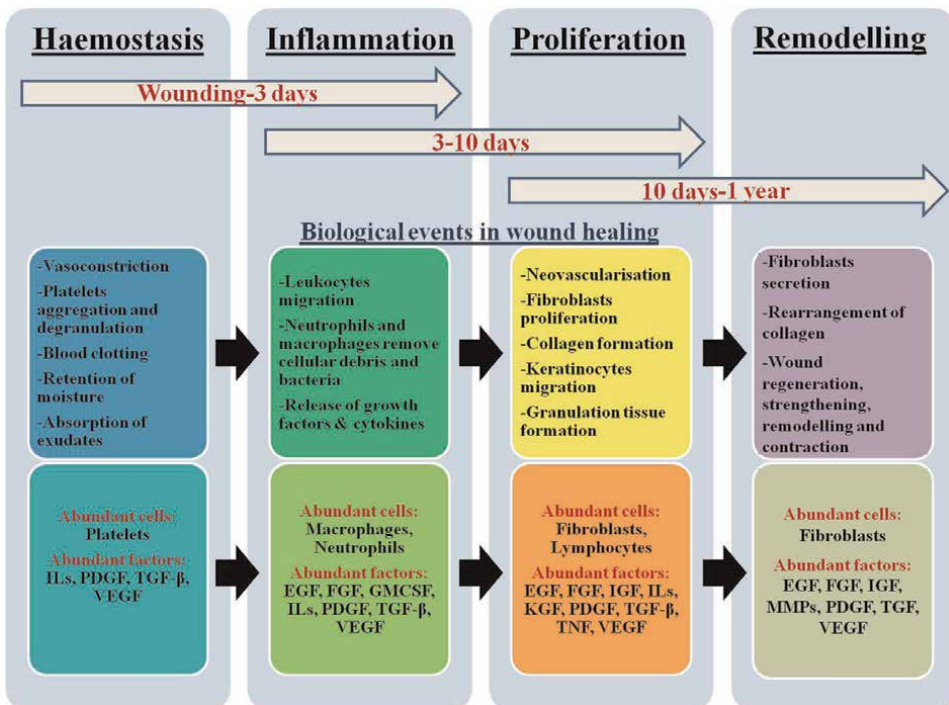 Haemostasis
Inflammation
Proliferation
Remodelling
Wounding-3 days
3-10 days
10 days-1 year
Biological events in wound healing
-Vasoconstriction
-Platelets
aggregation and
degranulation
-Blood clotting
-Retention of
moisture
-Absorption of
exudates
-Leukocytes
migration
-Neutrophils and
macrophages remove
cellular debris and
bacteria
-Release of growth
factors & cytokines
-Neovascularisation
-Fibroblasts
proliferation
-Collagen formation
-Keratinocytes
migration
-Granulation tissue
formation
-Fibroblasts
secretion
-Rearrangement of
collagen
-Wound
regeneration,
strengthening,
remodelling and
contraction
Abundant cells:
Platelets
Abundant factors:
ILs, PDGF, TGF-β,
VEGF
Abundant cells:
Macrophages,
Neutrophils
Abundant factors:
EGF, FGF, GMCSF,
ILs, PDGF, TGF-β,
VEGF
Abundant cells:
Fibroblasts,
Lymphocytes
Abundant factors:
EGF, FGF, IGF, ILs,
KGF, PDGF, TGF-β,
TNF, VEGF
Abundant cells:
Fibroblasts
Abundant factors:
EGF, FGF, IGF,
MMPs, PDGF, TGF,
VEGF